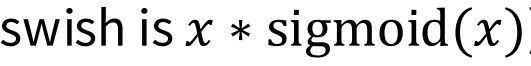 swish is x * sigmoid(x)